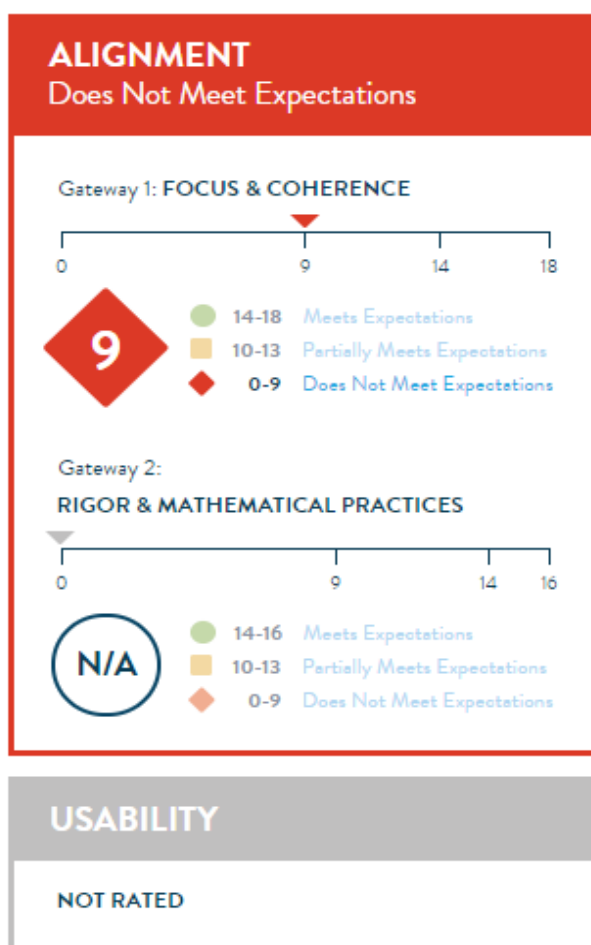 ALIGNMENT
Does Not Meet Expectations
Gateway 1: FOCUS & COHERENCE
0 9 14 18
9
14-18 Meets Expectations
10-13 Partially Meets Expectations
0-9 Does Not Meet Expectations
Gateway 2:
RIGOR & MATHEMATICAL PRACTICES
0 9 14 16
N/A
14-16 Meets Expectations
10-13 Partially Meets Expectations
0-9 Does Not Meet Expectations
USABILITY
NOT RATED